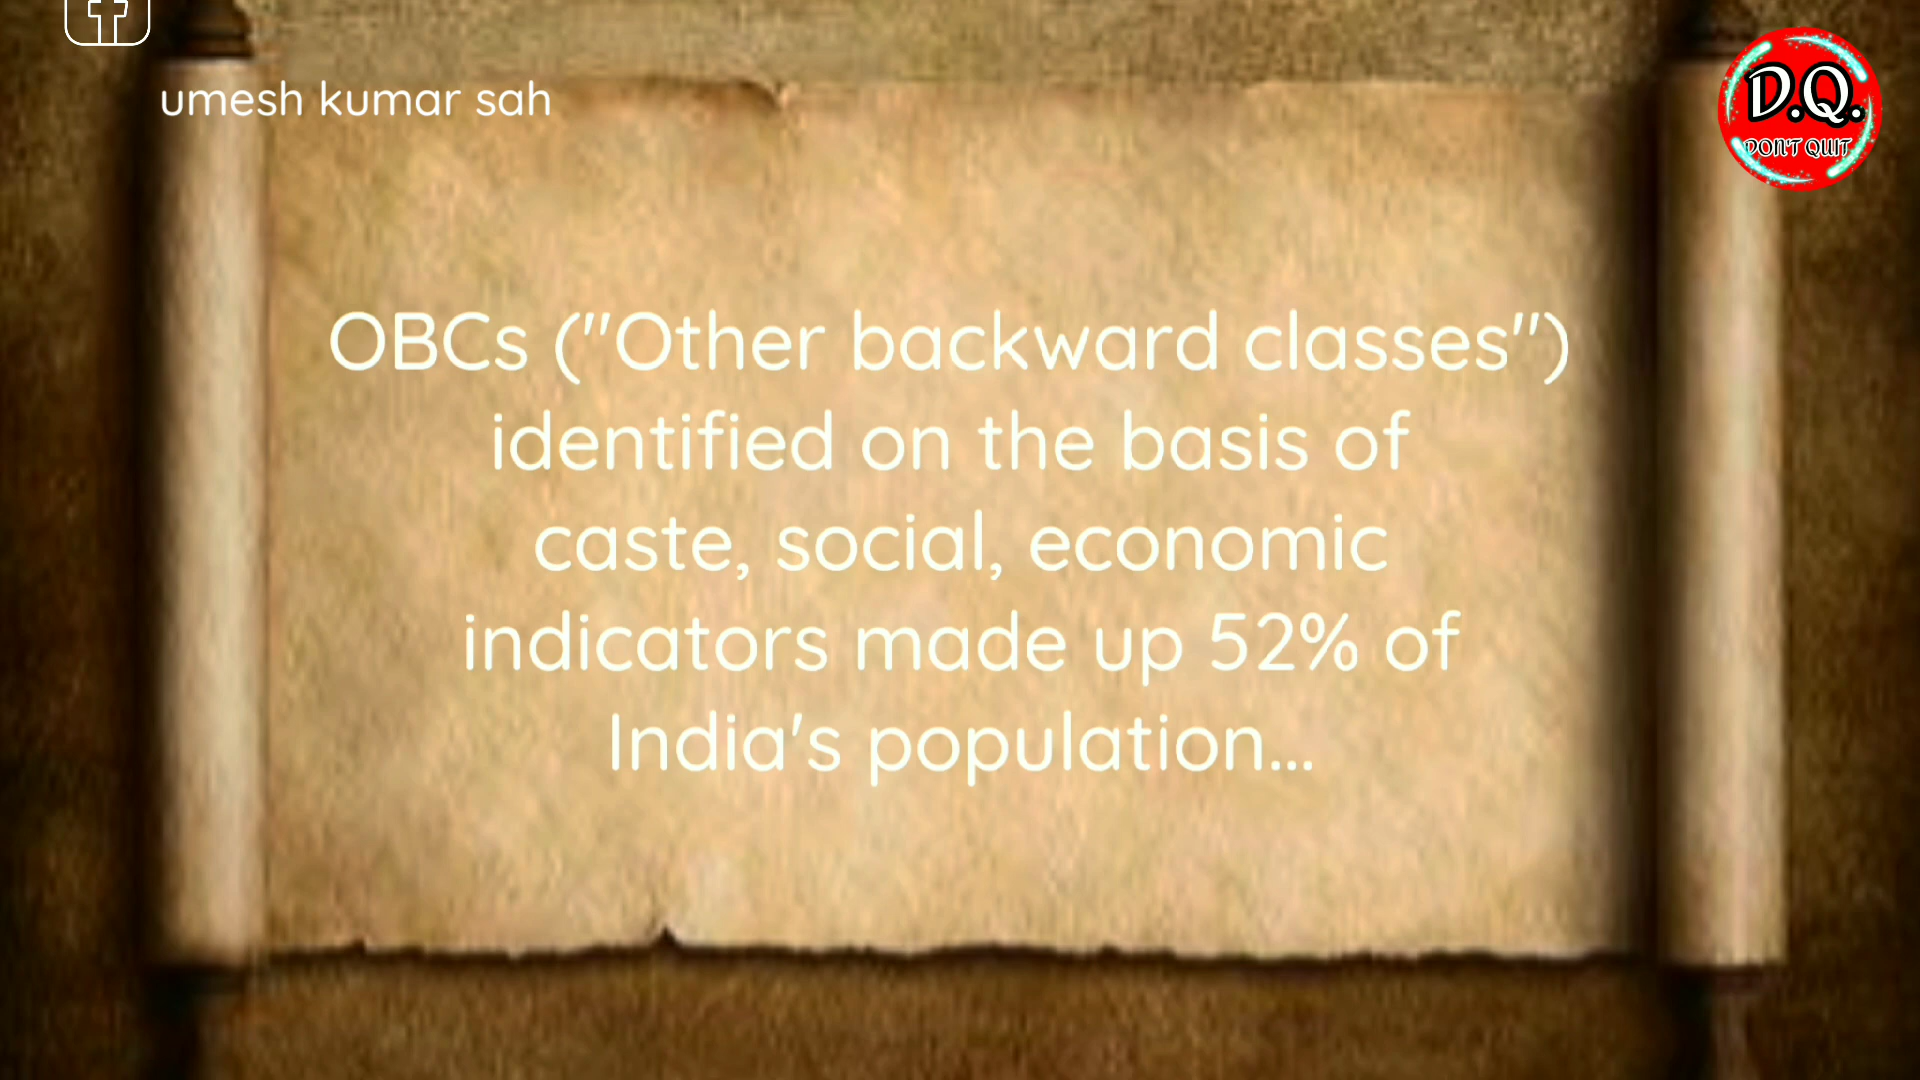 umesh kumar sah
D.Q.
DON'T QUIT
OBCs ("Other backward classes")
identified on the basis of
caste, social, economic
indicators made up 52% of
India's population...